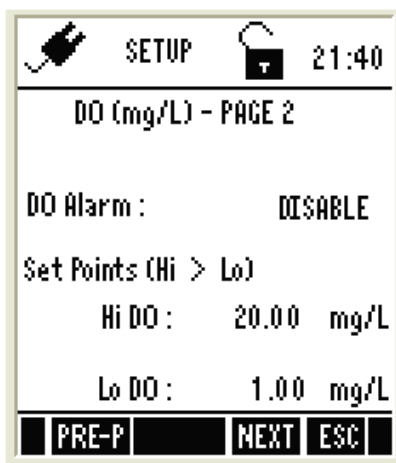 SETUP 21:40
DO (mg/L) - PAGE 2
DO Alarm : DISABLE
Set Points (Hi > Lo)
Hi DO : 20.00 mg/L
Lo DO : 1.00 mg/L
PRE-P NEXT ESC